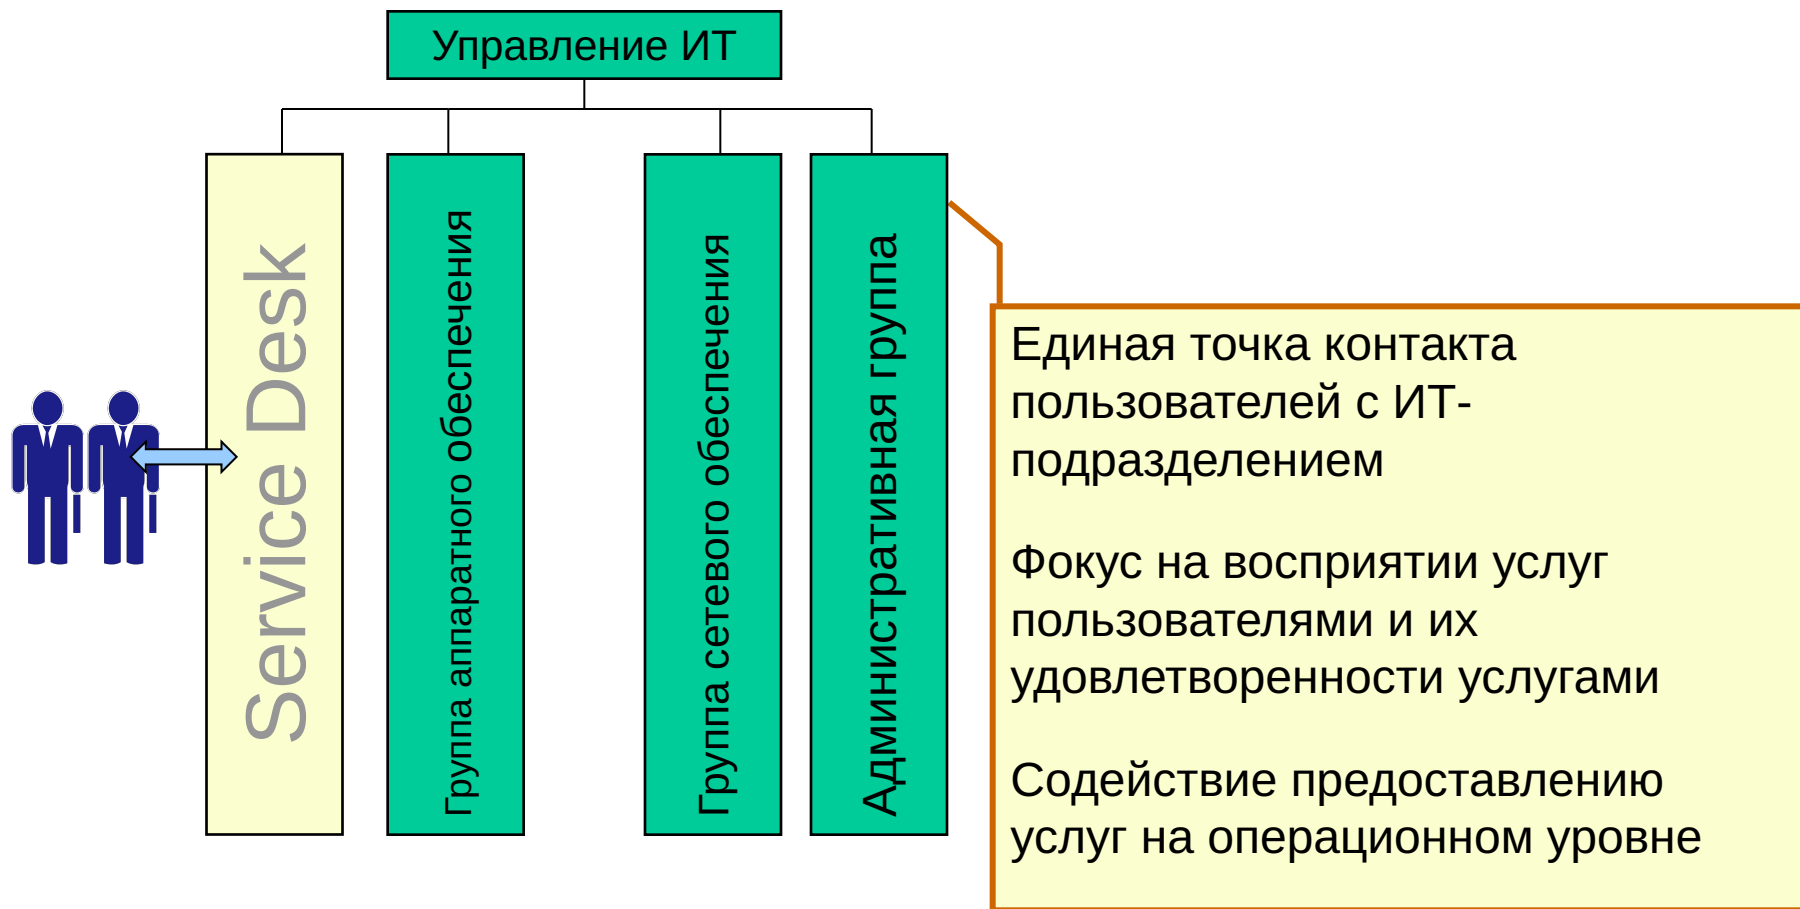 Управление ИТ
Service Desk
Группа аппаратного обеспечения
Группа сетевого обеспечения
Административная группа
Единая точка контакта
пользователей с ИТ-
подразделением
Фокус на восприятии услуг
пользователями и их
удовлетворенности услугами
Содействие предоставлению
услуг на операционном уровне